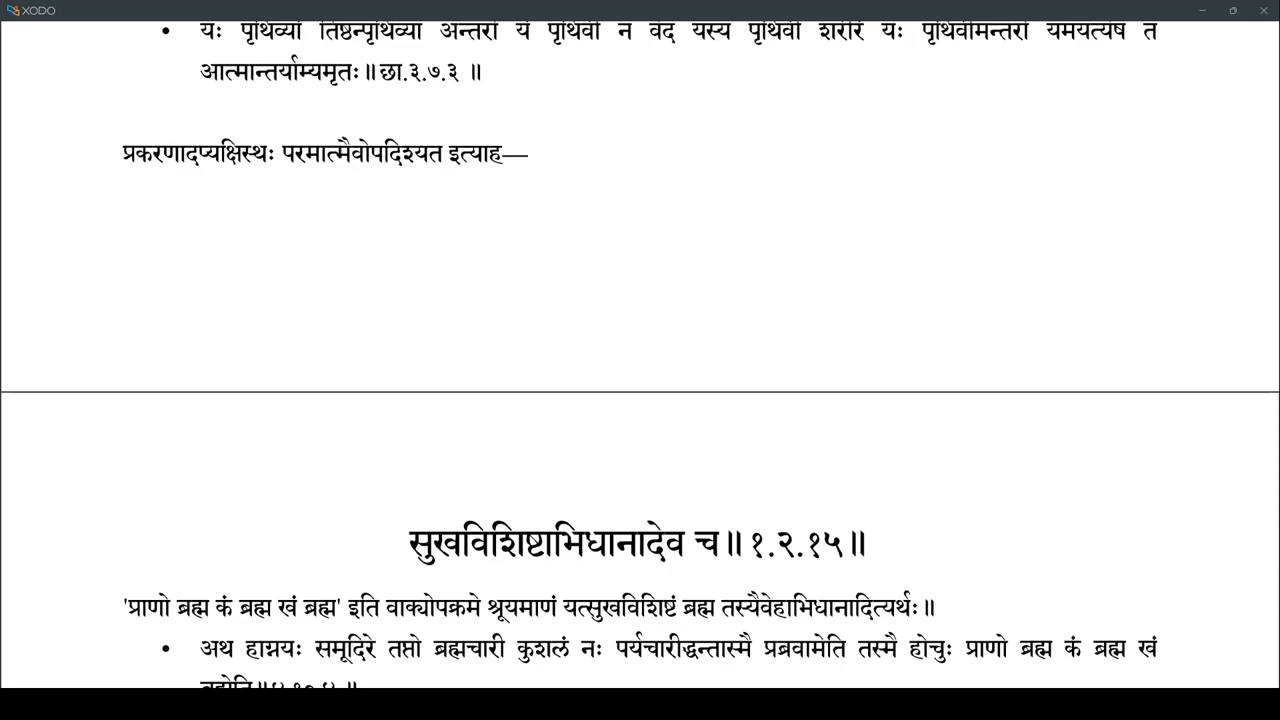 XODO
• यः पृथिव्यां तिष्ठन्पृथिव्या अन्तरो यं पृथिवी न वेद यस्य पृथिवी शरीरं यः पृथिवीमन्तरो यमयत्येष त
आत्मान्तर्याम्यमृतः॥ छा.३.७.३ ॥
प्रकरणादप्यक्षिस्थः परमात्मैवोपदिश्यत इत्याह—
सुखविशिष्टाभिधानादेव च॥ १.२.१५॥
'प्राणो ब्रह्म कं ब्रह्म खं ब्रह्म' इति वाक्योपक्रमे श्रूयमाणं यत्सुखविशिष्टं ब्रह्म तस्यैवेहाभिधानादित्यर्थः॥
• अथ हाग्नयः समूदिरे तप्तो ब्रह्मचारी कुशलं नः पर्यचारीद्धन्तास्मै प्रब्रवामेति तस्मै होचुः प्राणो ब्रह्म कं ब्रह्म खं